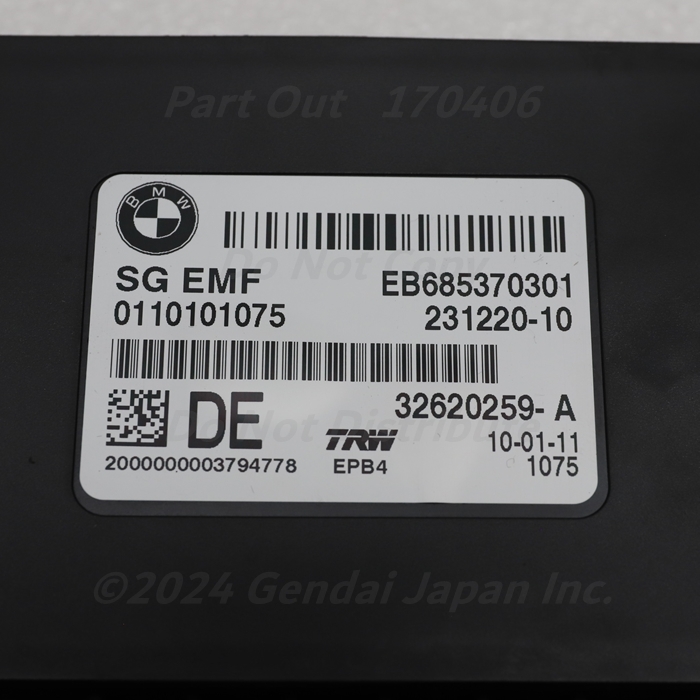 Part Out 170406
BMW
Do Not Copy
SG EMF EB685370301
0110101075 231220-10
DE 32620259- A
Do Not Distribute
TRW 10-01-11
2000000003794778 EPB4 1075
©2024 Gendai Japan Inc.